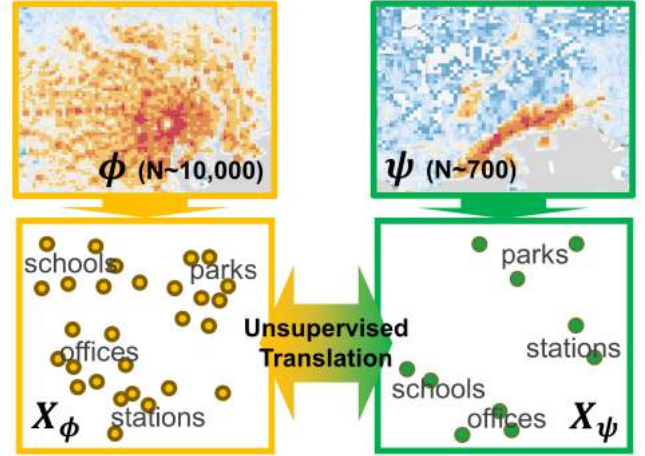 ϕ (N~10,000)
ψ (N~700)
schools
parks
offices
stations
X_ϕ
Unsupervised
Translation
parks
stations
schools
offices
X_ψ